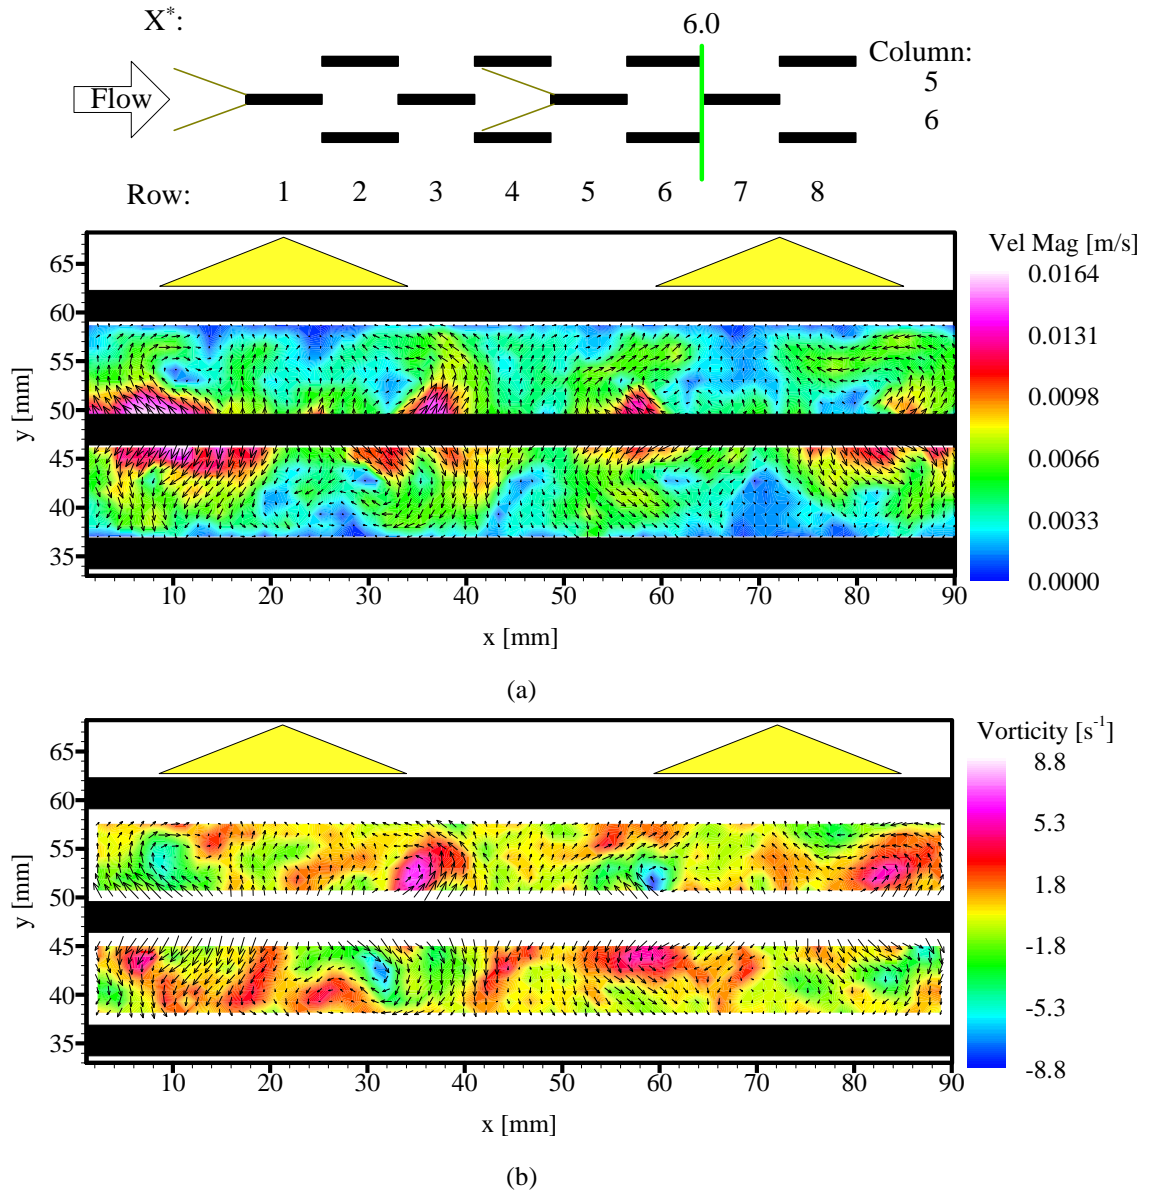 X*: 6.0
Column:
5
Flow
6
Row: 1 2 3 4 5 6 7 8
Vel Mag [m/s]
65
60
55
50
45
40
35
y [mm]
0.0164
0.0131
0.0098
0.0066
0.0033
0.0000
10 20 30 40 50 60 70 80 90
x [mm]
(a)
Vorticity [s-1]
65
60
55
50
45
40
35
y [mm]
8.8
5.3
1.8
-1.8
-5.3
-8.8
10 20 30 40 50 60 70 80 90
x [mm]
(b)